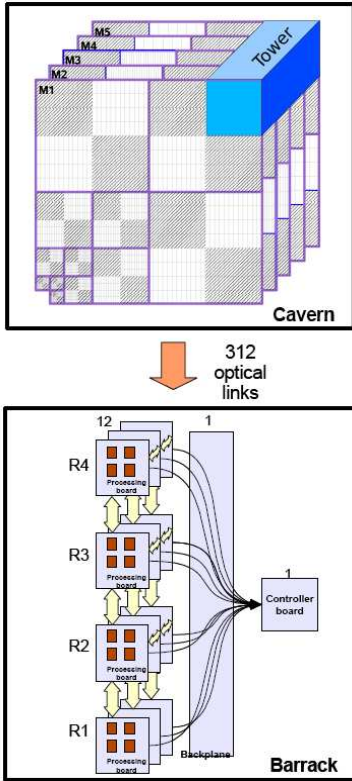 M5
M4
M3
M2
M1
Tower
Cavern
312
optical
links
12
1
R4
Processing
board
R3
Processing
board
1
Controller
board
R2
Processing
board
R1
Processing
board
Backplane
Barrack